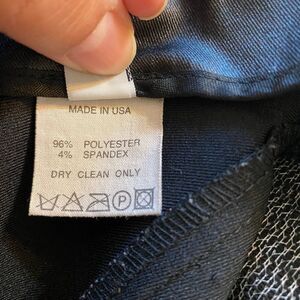 MADE IN USA
96% POLYESTER
4% SPANDEX
DRY CLEAN ONLY
P